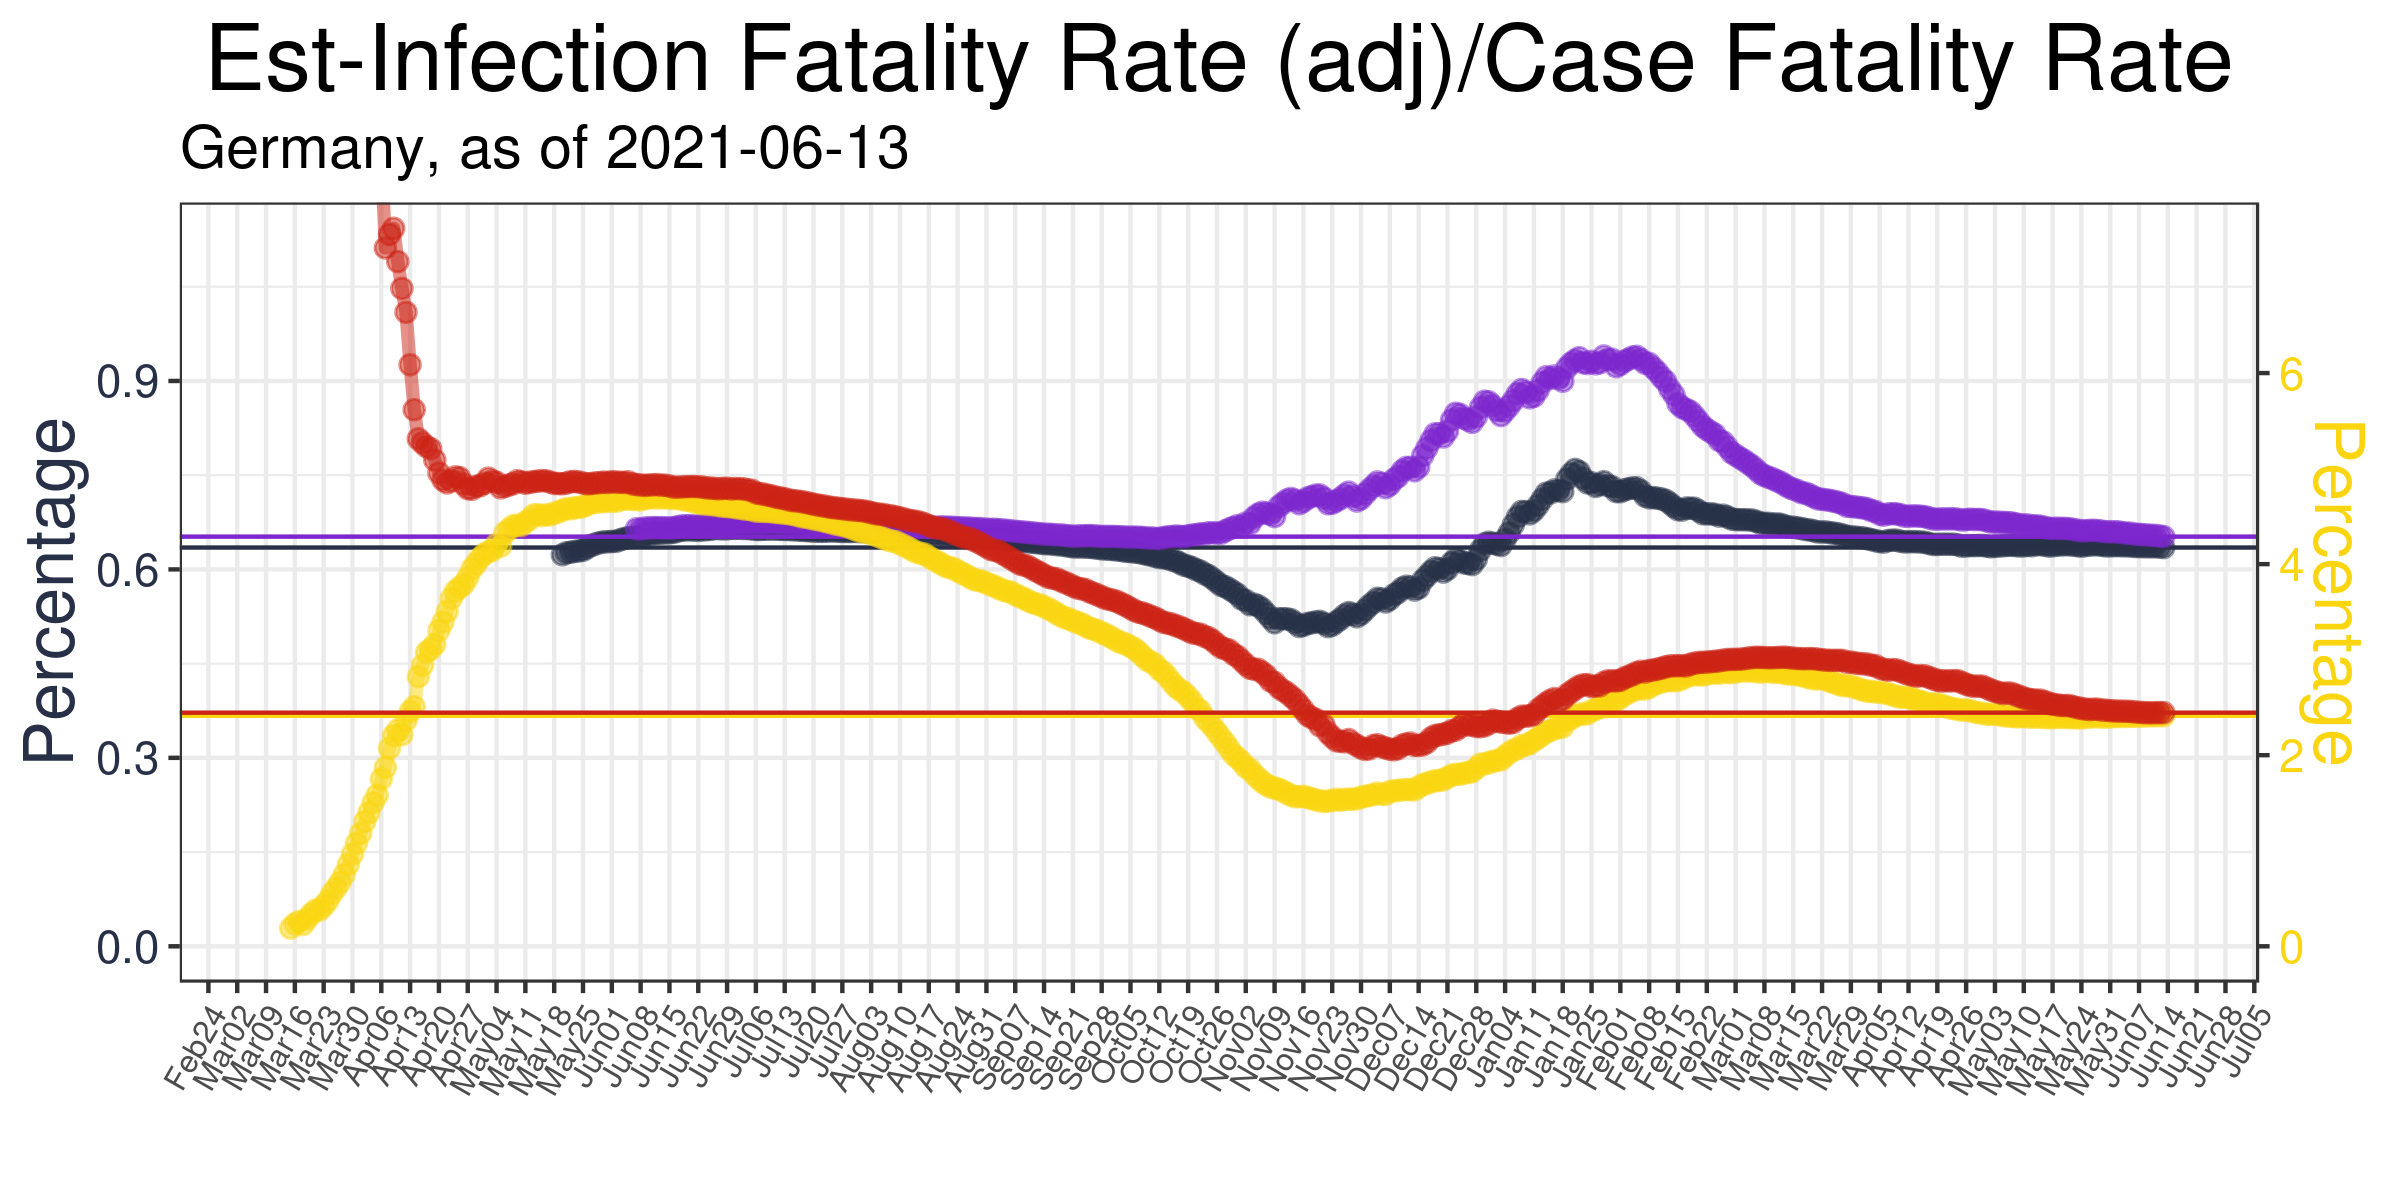 Est-Infection Fatality Rate (adj)/Case Fatality Rate
Germany, as of 2021-06-13
Percentage
0.9
0.6
0.3
0.0
6
4
2
0
Percentage
Feb24
Mar02
Mar09
Mar16
Mar23
Mar30
Apr06
Apr13
Apr20
Apr27
May04
May11
May18
May25
Jun01
Jun08
Jun15
Jun22
Jun29
Jul06
Jul13
Jul20
Jul27
Aug03
Aug10
Aug17
Aug24
Aug31
Sep07
Sep14
Sep21
Sep28
Oct05
Oct12
Oct19
Oct26
Nov02
Nov09
Nov16
Nov23
Nov30
Dec07
Dec14
Dec21
Dec28
Jan04
Jan11
Jan18
Jan25
Feb01
Feb08
Feb15
Feb22
Mar01
Mar08
Mar15
Mar22
Mar29
Apr05
Apr12
Apr19
Apr26
May03
May10
May17
May24
May31
Jun07
Jun14
Jun21
Jun28
Jul05